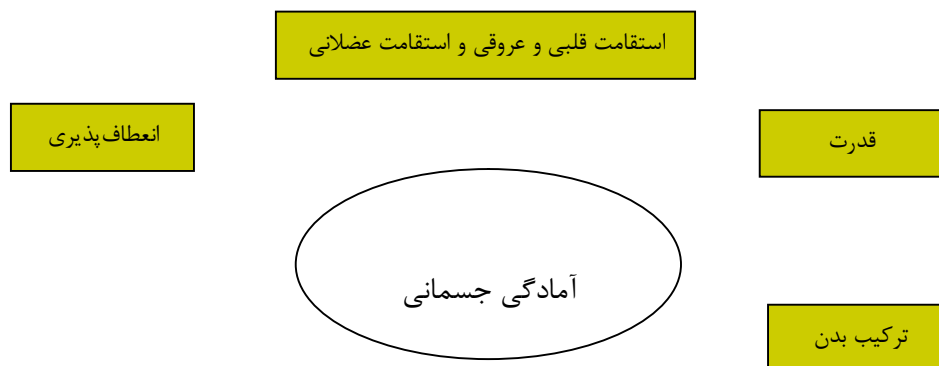 استقامت قلبی و عروقی و استقامت عضلانی
قدرت
انعطاف‌پذیری
آمادگی جسمانی
ترکیب بدن